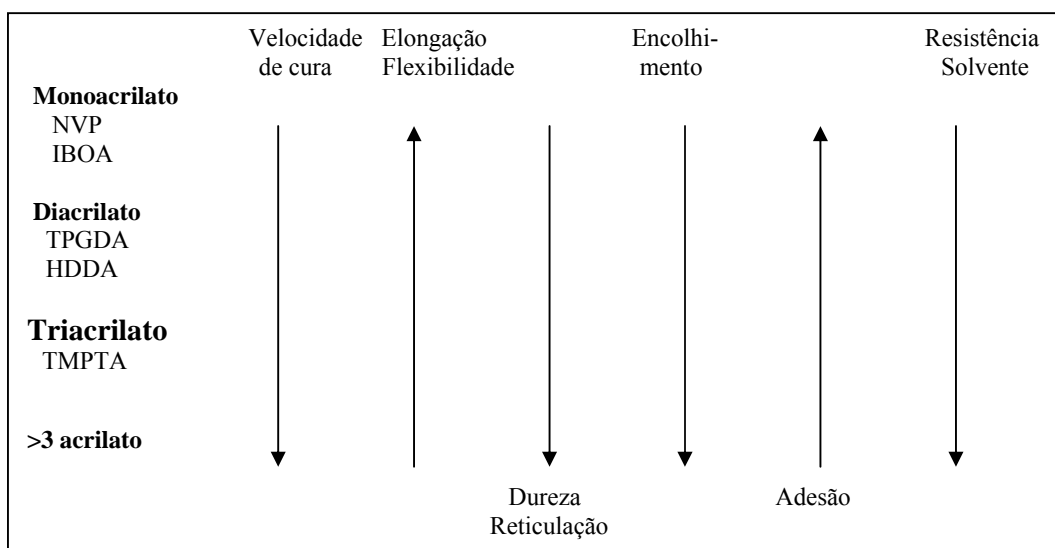 Velocidade de cura
Elongação Flexibilidade
Encolhi-
mento
Resistência
Solvente
Monoacrilato
NVP
IBOA
Diacrilato
TPGDA
HDDA
Triacrilato
TMPTA
>3 acrilato
Dureza
Reticulação
Adesão